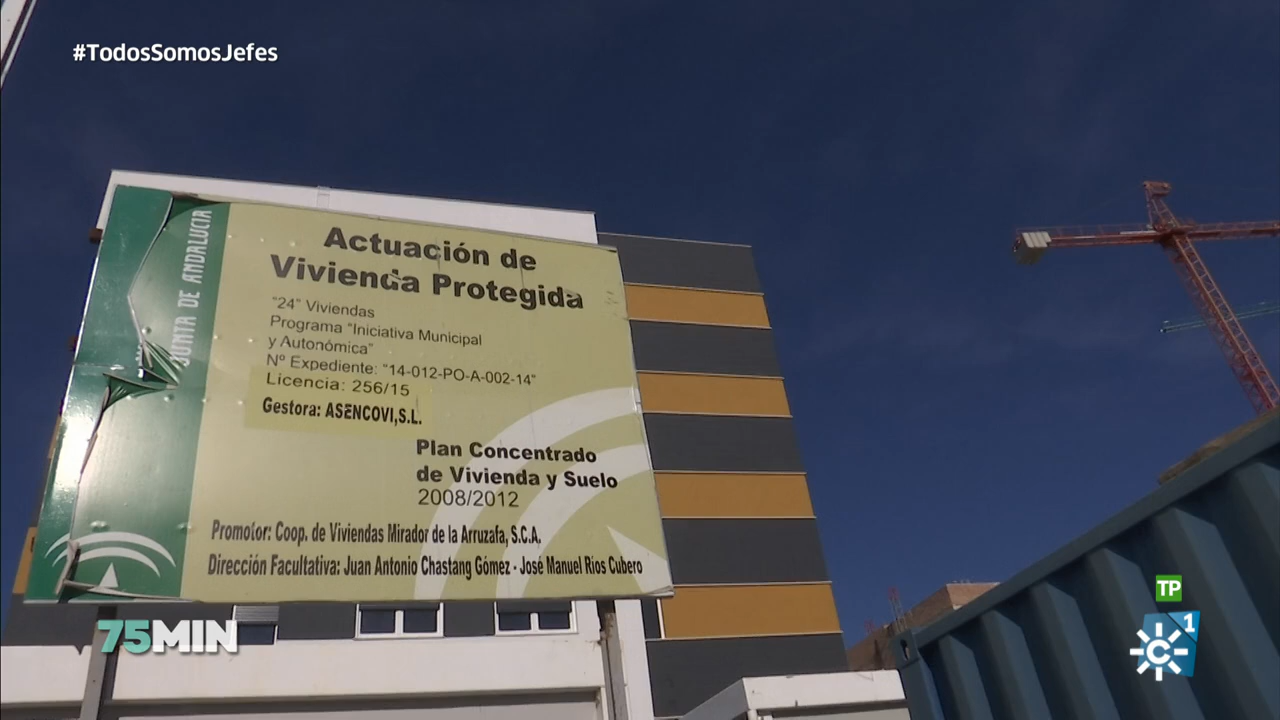 #TodosSomosJefes
JUNTA DE ANDALUCIA
Actuación de
Vivienda Protegida
"24" Viviendas
Programa "Iniciativa Municipal
y Autonómica"
Nº Expediente: "14-012-PO-A-002-14"
Licencia: 256/15
Gestora: ASENCOVI,S.L.
Plan Concentrado
de Vivienda y Suelo
2008/2012
Promotor: Coop. de Viviendas Mirador de la Arruzafa, S.C.A.
Dirección Facultativa: Juan Antonio Chastang Gómez - José Manuel Ríos Cubero
75MIN
TP
1